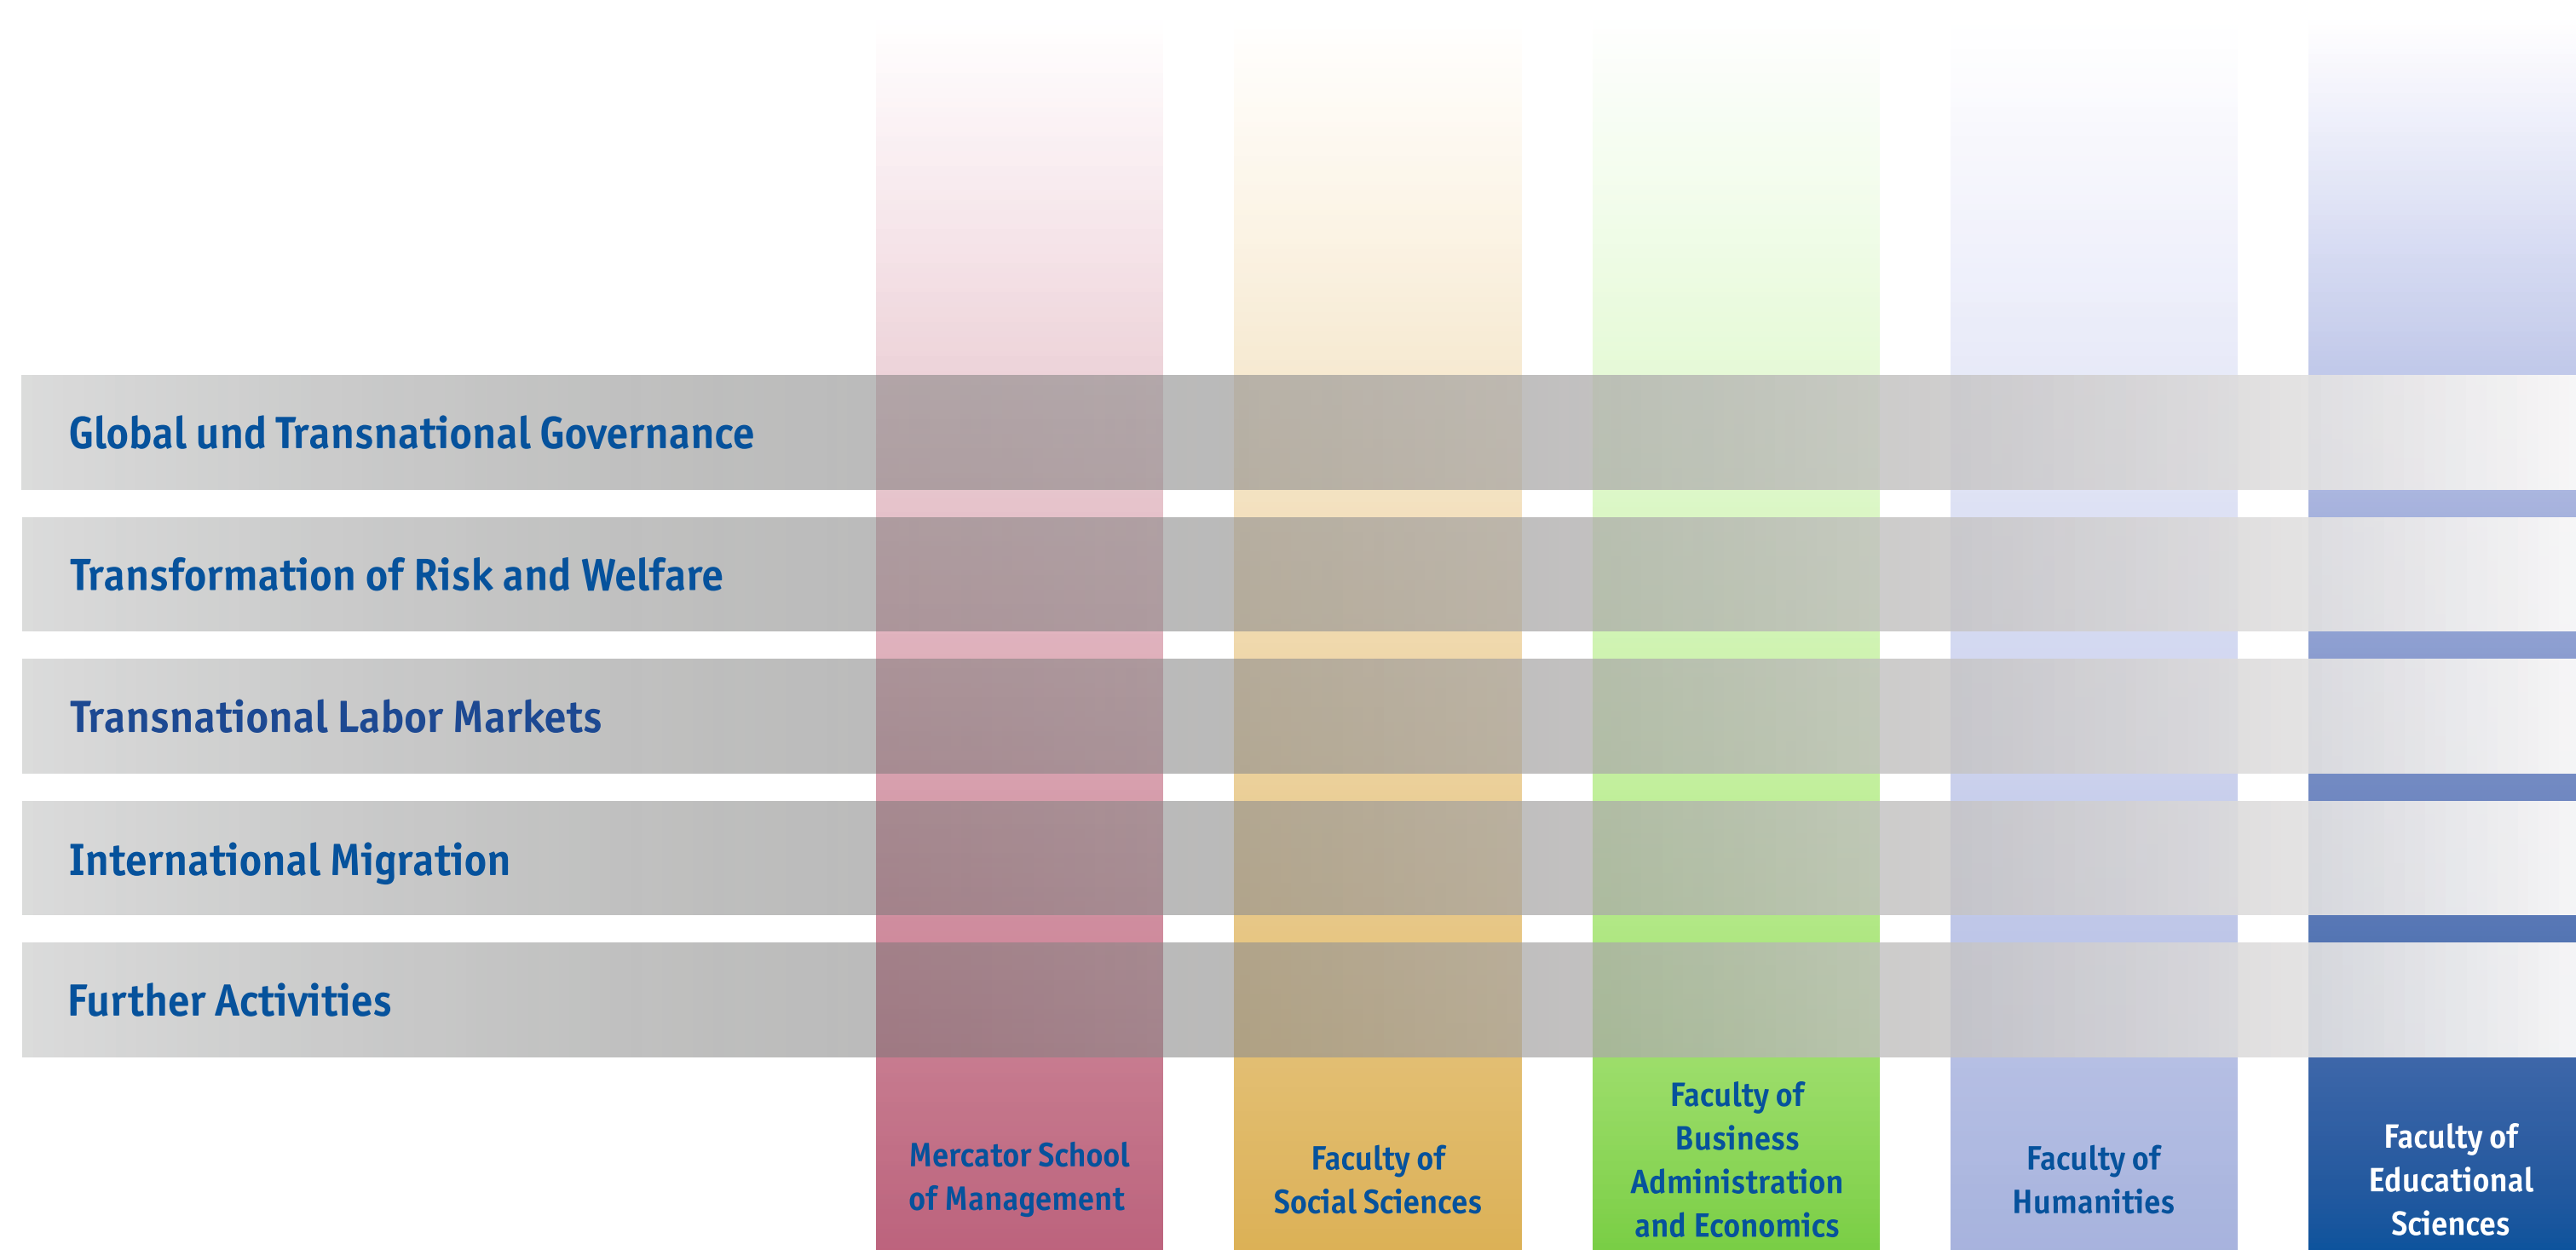 Global und Transnational Governance
Transformation of Risk and Welfare
Transnational Labor Markets
International Migration
Further Activities
Mercator School
of Management
Faculty of
Social Sciences
Faculty of
Business
Administration
and Economics
Faculty of
Humanities
Faculty of
Educational
Sciences